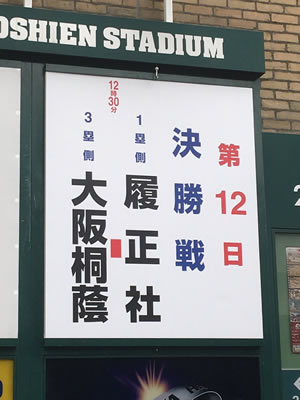 OSHIEN STADIUM
第12日
決勝戦
1塁側 履正社
12時30分
3塁側 大阪桐蔭